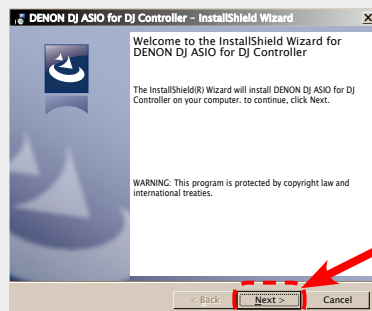 DENON DJ ASIO for DJ Controller – InstallShield Wizard
Welcome to the InstallShield Wizard for
DENON DJ ASIO for DJ Controller
The InstallShield(R) Wizard will install DENON DJ ASIO for DJ
Controller on your computer. to continue, click Next.
WARNING: This program is protected by copyright law and
international treaties.
< Back Next > Cancel